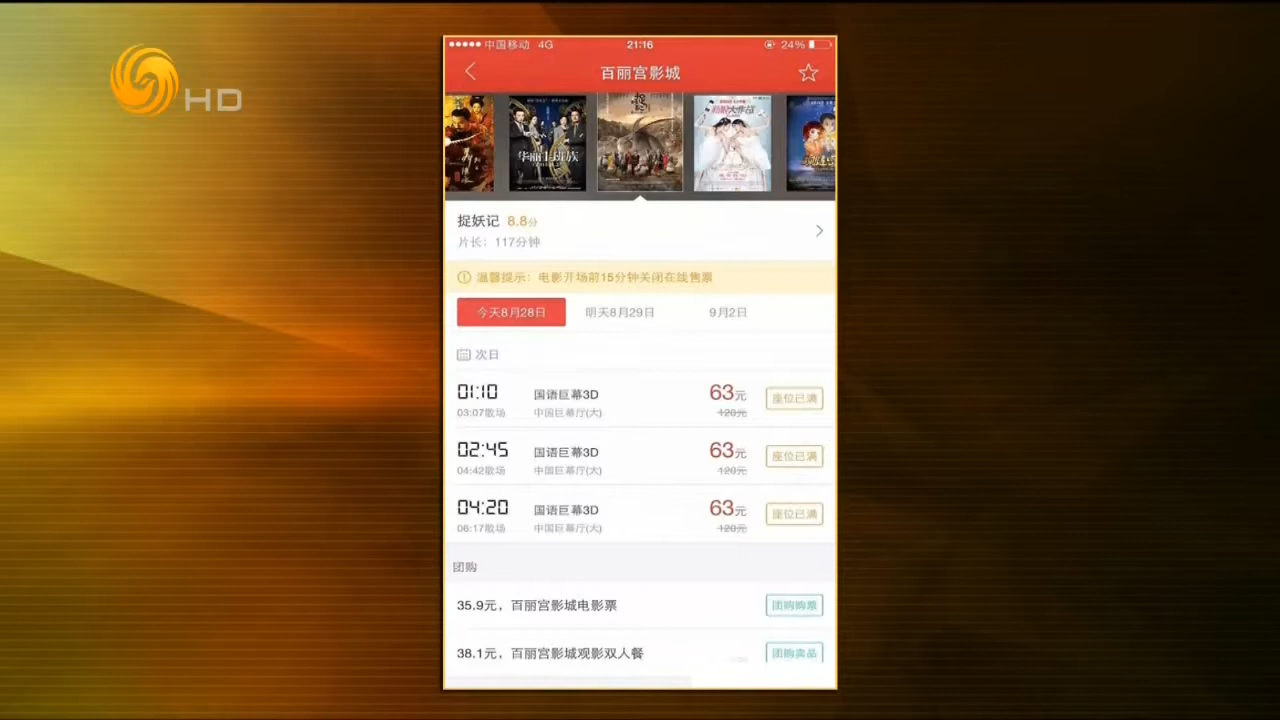 HD
中国移动 4G 21:16 24%
百丽宫影城
华丽上班族
捉妖记 8.8分
片长：117分钟
温馨提示：电影开场前15分钟关闭在线售票
今天8月28日 明天8月29日 9月2日
次日
01:10 国语巨幕3D 63元 座位已满
03:07散场 中国巨幕厅(大) 120元
02:45 国语巨幕3D 63元 座位已满
04:42散场 中国巨幕厅(大) 120元
04:20 国语巨幕3D 63元 座位已满
06:17散场 中国巨幕厅(大) 120元
团购
35.9元，百丽宫影城电影票 团购购票
38.1元，百丽宫影城观影双人餐 团购卖品